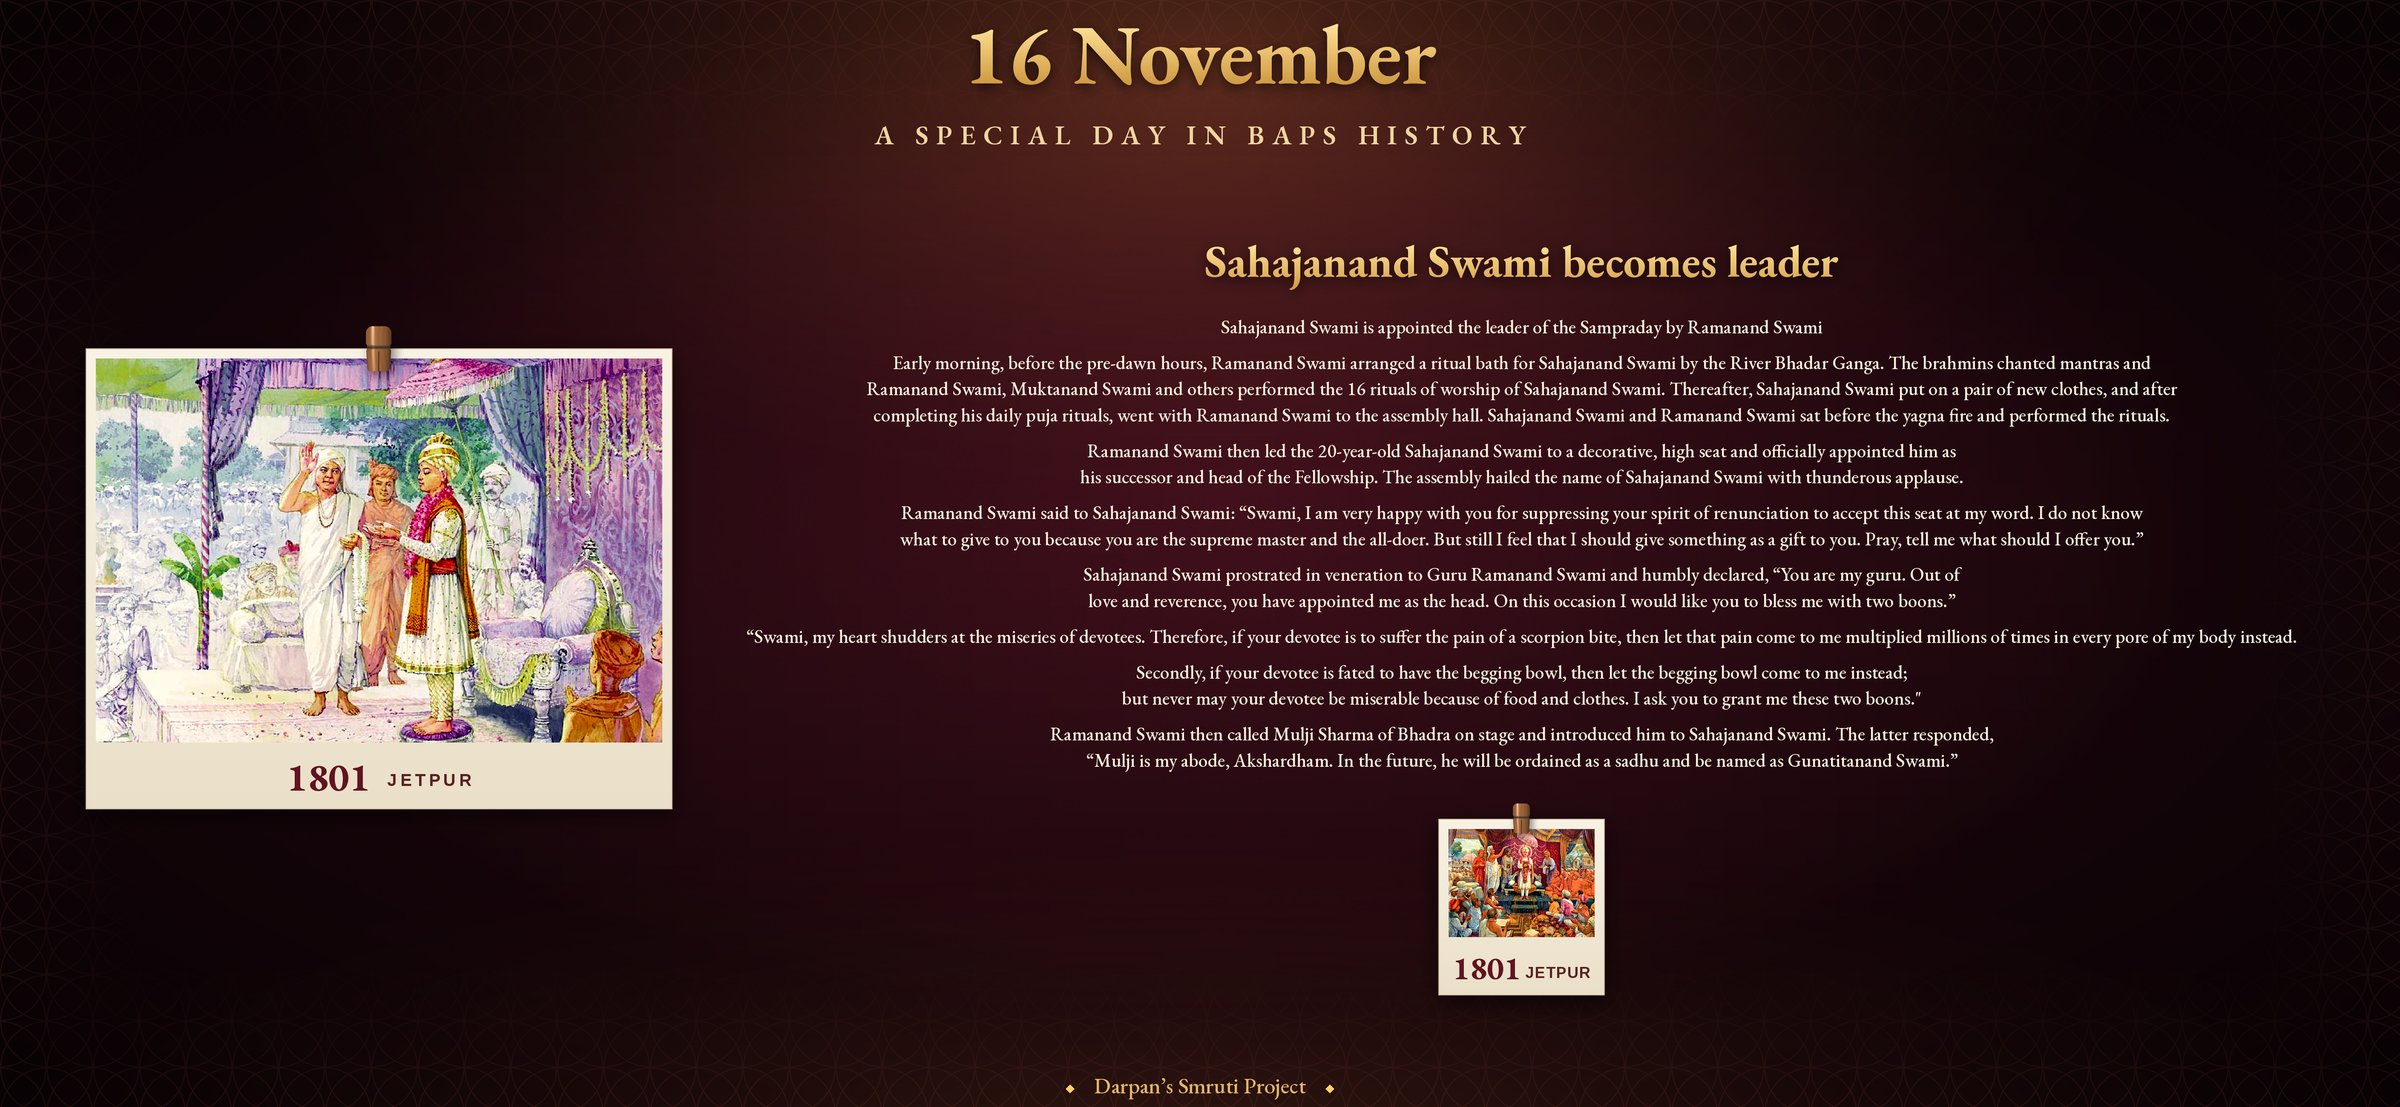 16 November
A SPECIAL DAY IN BAPS HISTORY
1801 JETPUR
Sahajanand Swami becomes leader
Sahajanand Swami is appointed the leader of the Sampraday by Ramanand Swami
Early morning, before the pre-dawn hours, Ramanand Swami arranged a ritual bath for Sahajanand Swami by the River Bhadar Ganga. The brahmins chanted mantras and
Ramanand Swami, Muktanand Swami and others performed the 16 rituals of worship of Sahajanand Swami. Thereafter, Sahajanand Swami put on a pair of new clothes, and after
completing his daily puja rituals, went with Ramanand Swami to the assembly hall. Sahajanand Swami and Ramanand Swami sat before the yagna fire and performed the rituals.
Ramanand Swami then led the 20-year-old Sahajanand Swami to a decorative, high seat and officially appointed him as
his successor and head of the Fellowship. The assembly hailed the name of Sahajanand Swami with thunderous applause.
Ramanand Swami said to Sahajanand Swami: “Swami, I am very happy with you for suppressing your spirit of renunciation to accept this seat at my word. I do not know
what to give to you because you are the supreme master and the all-doer. But still I feel that I should give something as a gift to you. Pray, tell me what should I offer you.”
Sahajanand Swami prostrated in veneration to Guru Ramanand Swami and humbly declared, “You are my guru. Out of
love and reverence, you have appointed me as the head. On this occasion I would like you to bless me with two boons.”
“Swami, my heart shudders at the miseries of devotees. Therefore, if your devotee is to suffer the pain of a scorpion bite, then let that pain come to me multiplied millions of times in every pore of my body instead.
Secondly, if your devotee is fated to have the begging bowl, then let the begging bowl come to me instead;
but never may your devotee be miserable because of food and clothes. I ask you to grant me these two boons."
Ramanand Swami then called Mulji Sharma of Bhadra on stage and introduced him to Sahajanand Swami. The latter responded,
“Mulji is my abode, Akshardham. In the future, he will be ordained as a sadhu and be named as Gunatitanand Swami.”
1801 JETPUR
◆ Darpan’s Smruti Project ◆